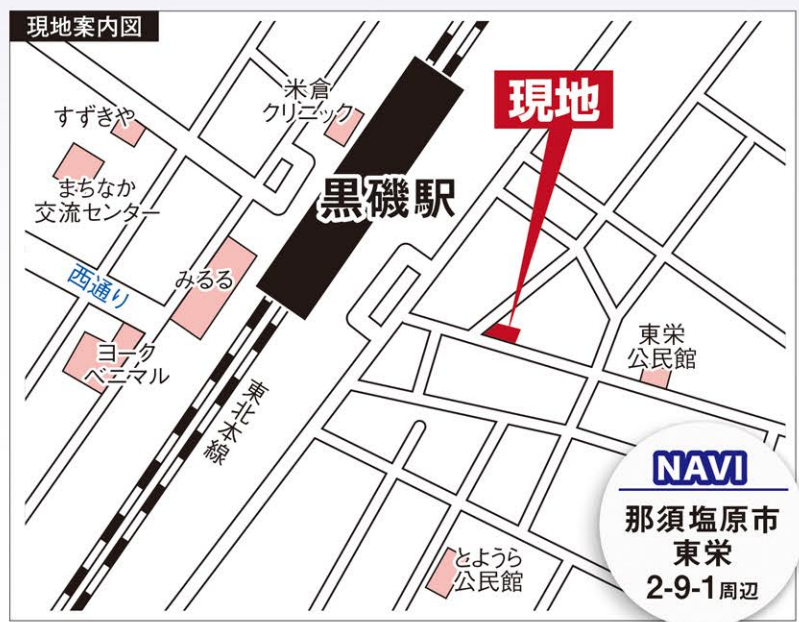 現地案内図
すずきや
米倉
クリニック
現地
まちなか
交流センター
黒磯駅
西通り
みるる
ヨーク
ベニマル
東北本線
東栄
公民館
とようら
公民館
NAVI
那須塩原市
東栄
2-9-1周辺